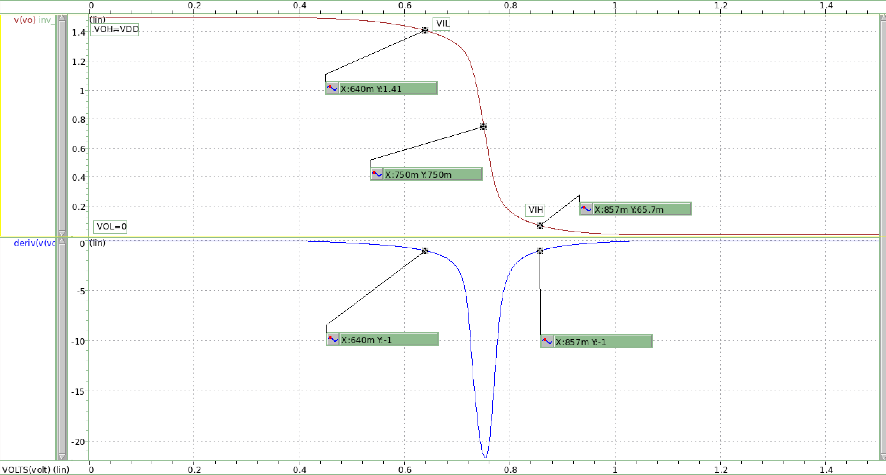 0 0.2 0.4 0.6 0.8 1 1.2 1.4
v(vo) inv_
(lin)
VOH=VDD
VIL
1.4
1.2
X:640m Y:1.41
1
0.8
0.6
X:750m Y:750m
0.4
0.2
VIH
X:857m Y:65.7m
VOL=0
deriv(v(vo
0
(lin)
-5
X:640m Y:-1
X:857m Y:-1
-10
-15
-20
VOLTS(volt) (lin)
0 0.2 0.4 0.6 0.8 1 1.2 1.4